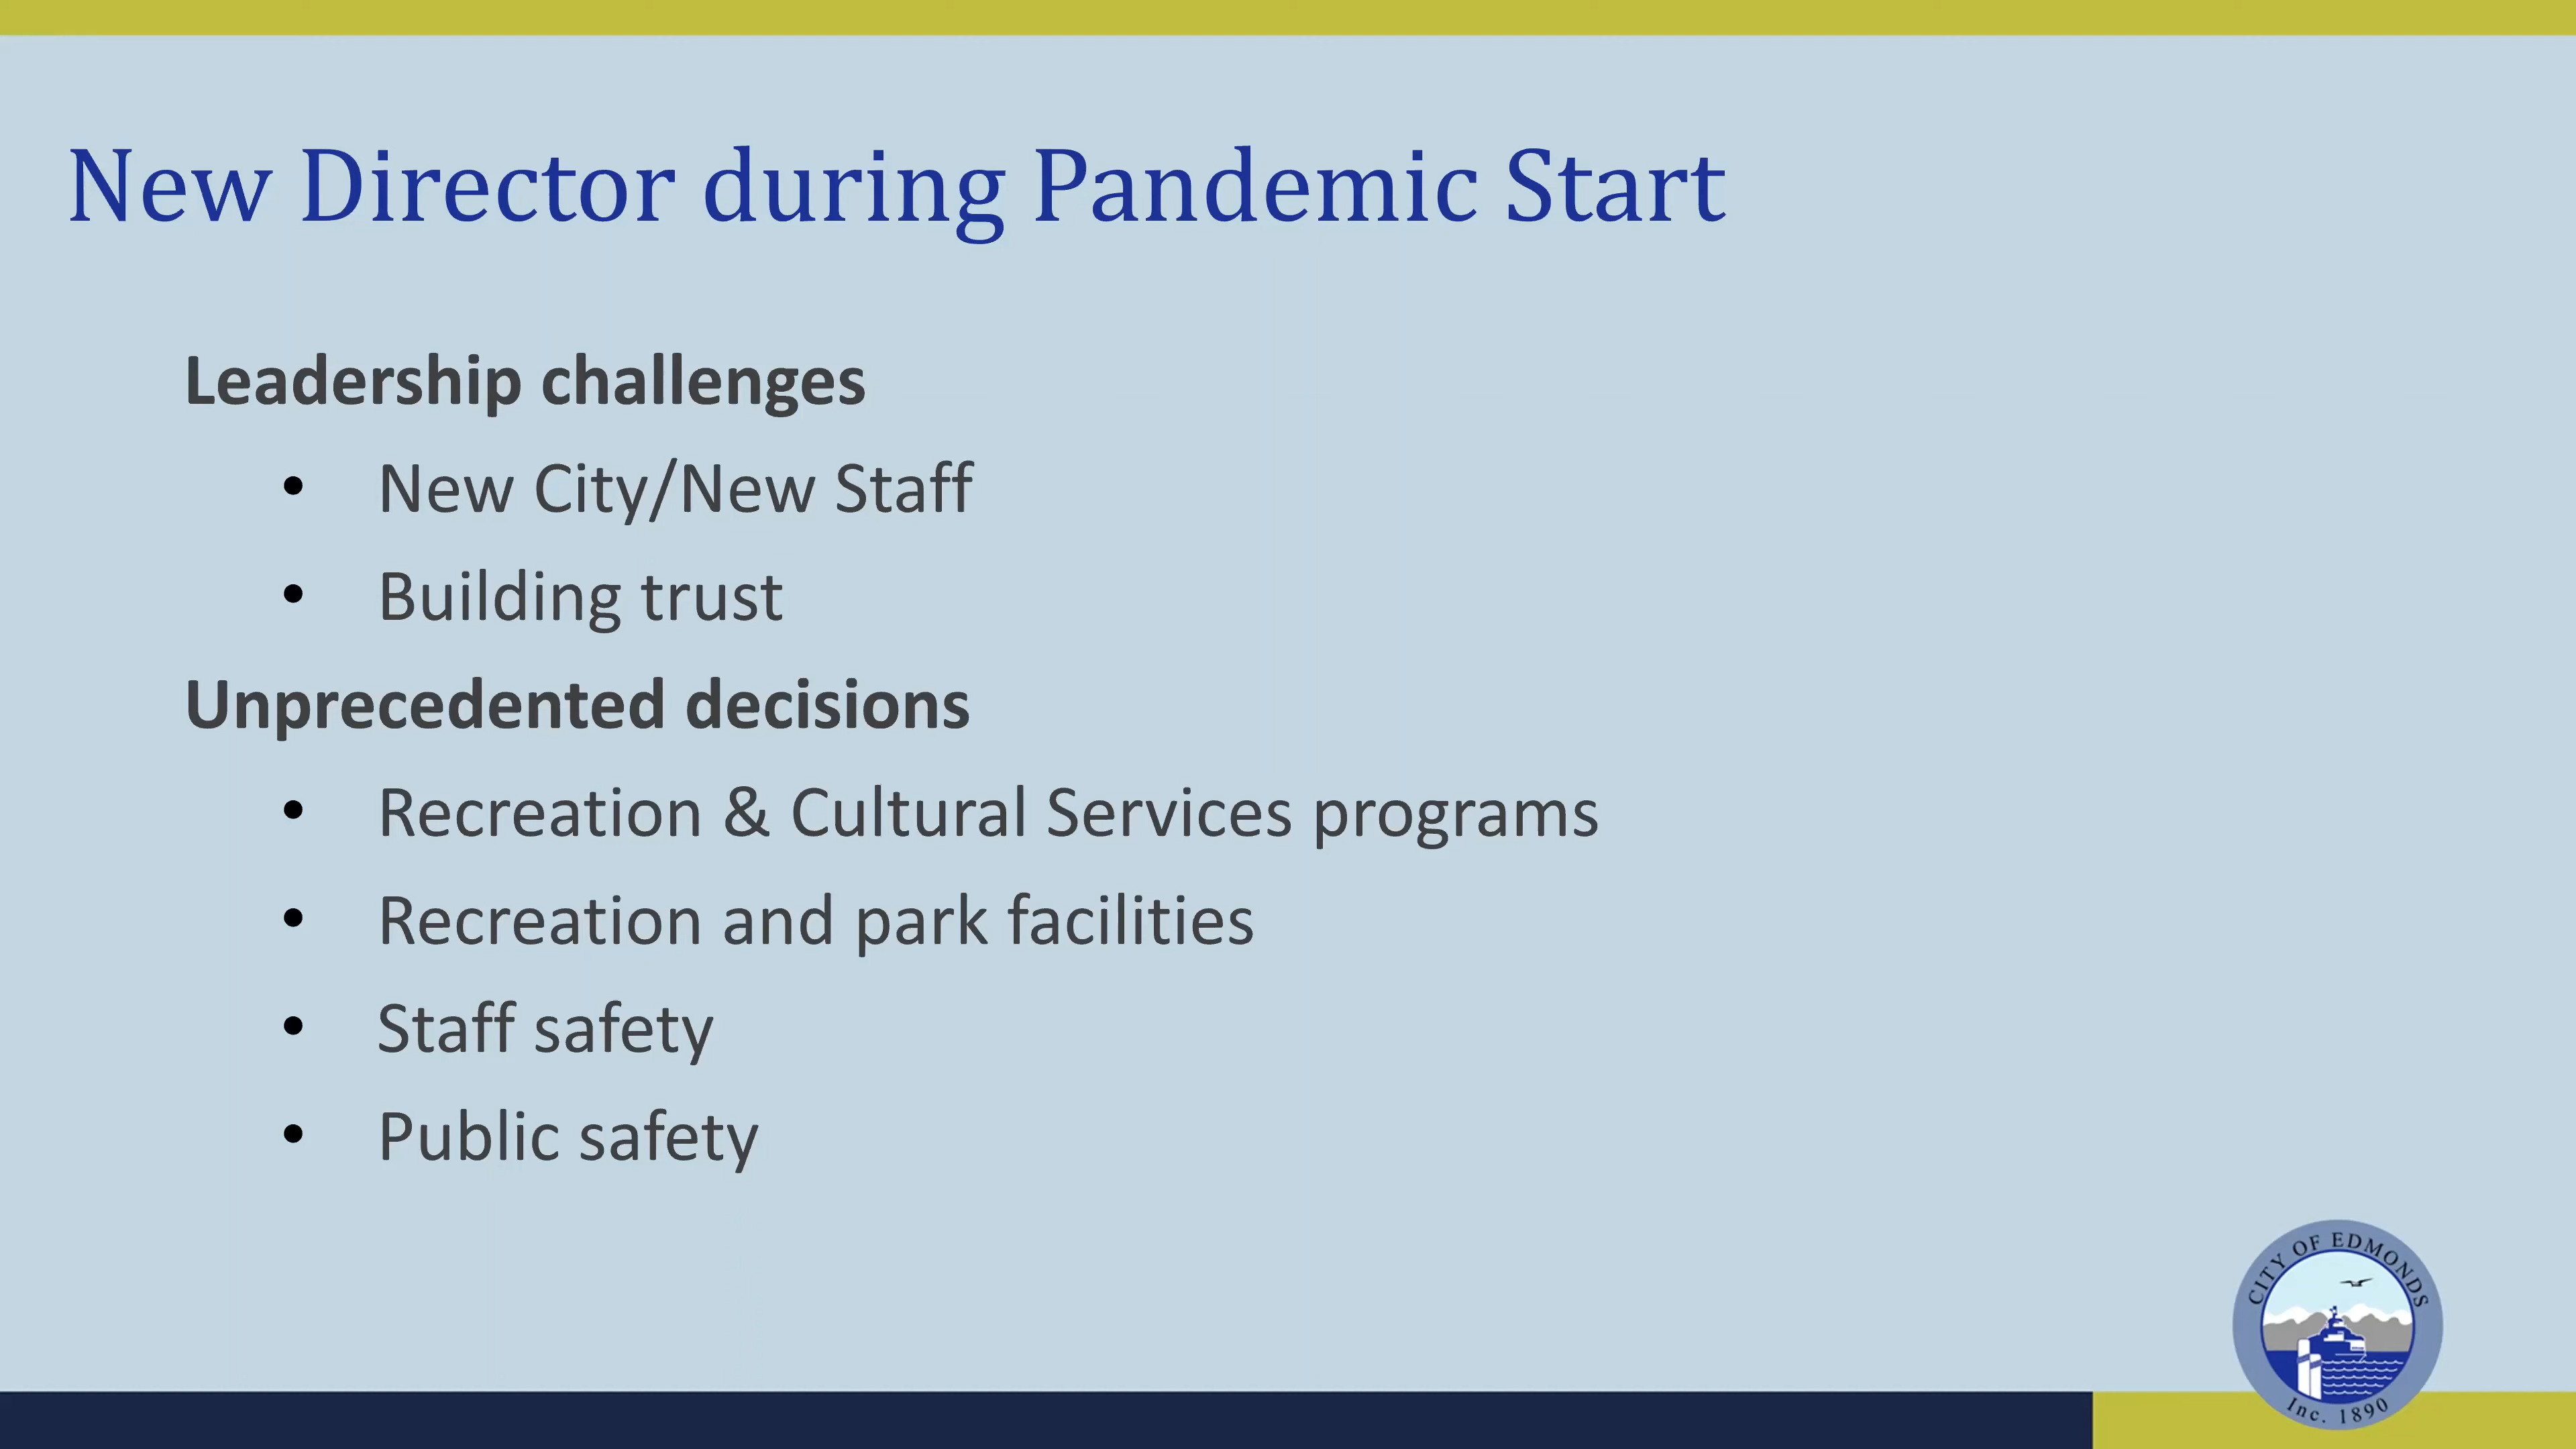 New Director during Pandemic Start
Leadership challenges
• New City/New Staff
• Building trust
Unprecedented decisions
• Recreation & Cultural Services programs
• Recreation and park facilities
• Staff safety
• Public safety
CITY OF EDMONDS
Inc. 1890